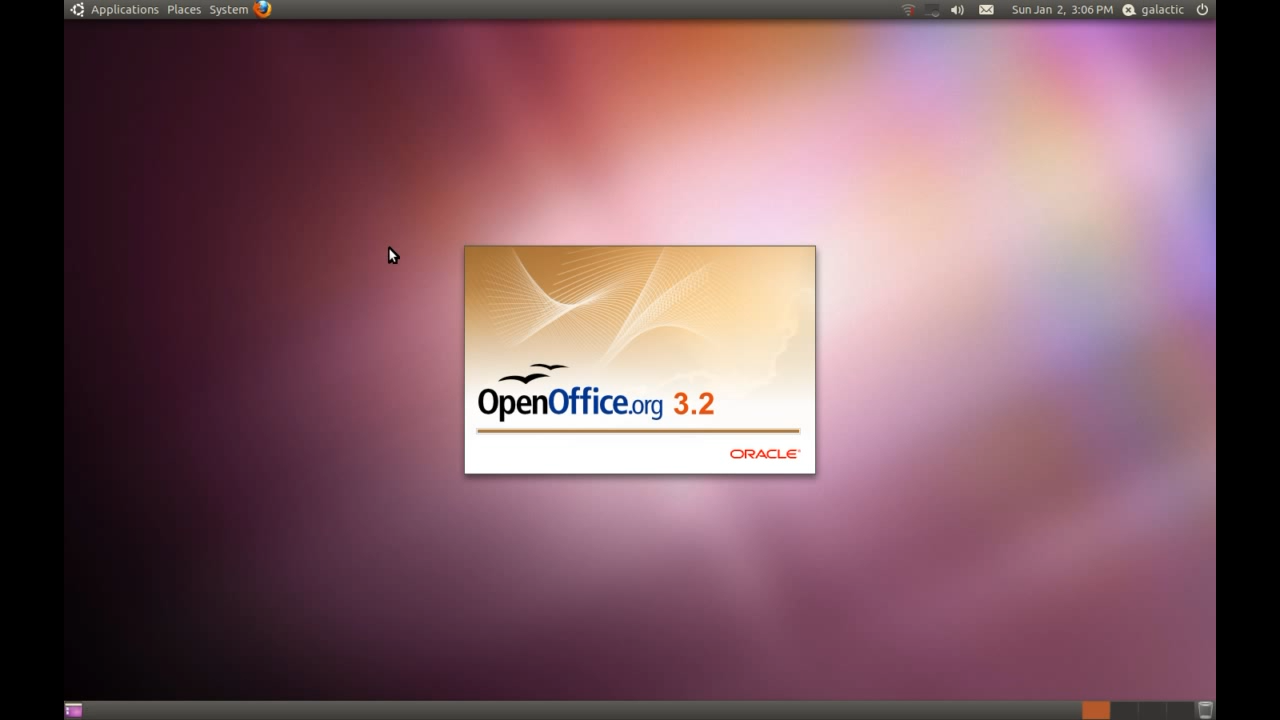 Applications Places System
Sun Jan 2, 3:06 PM
galactic
OpenOffice.org 3.2
ORACLE®